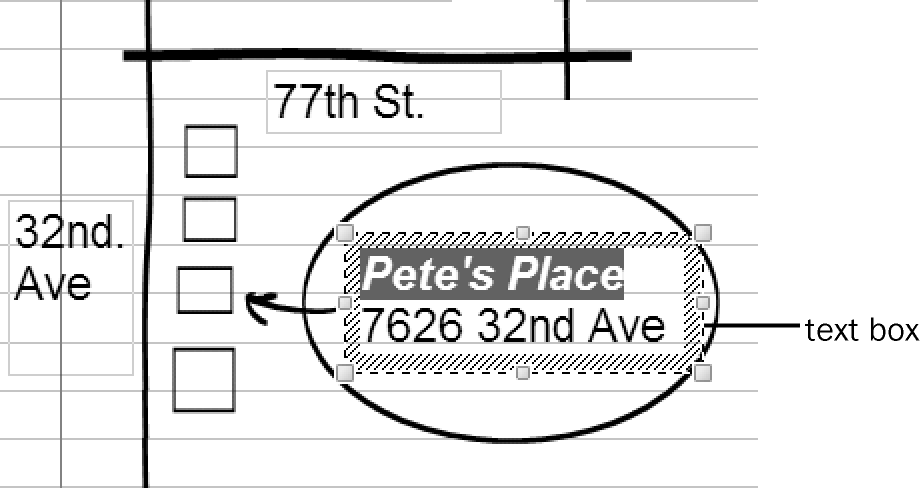 77th St.
32nd.
Ave
Pete's Place
7626 32nd Ave
text box